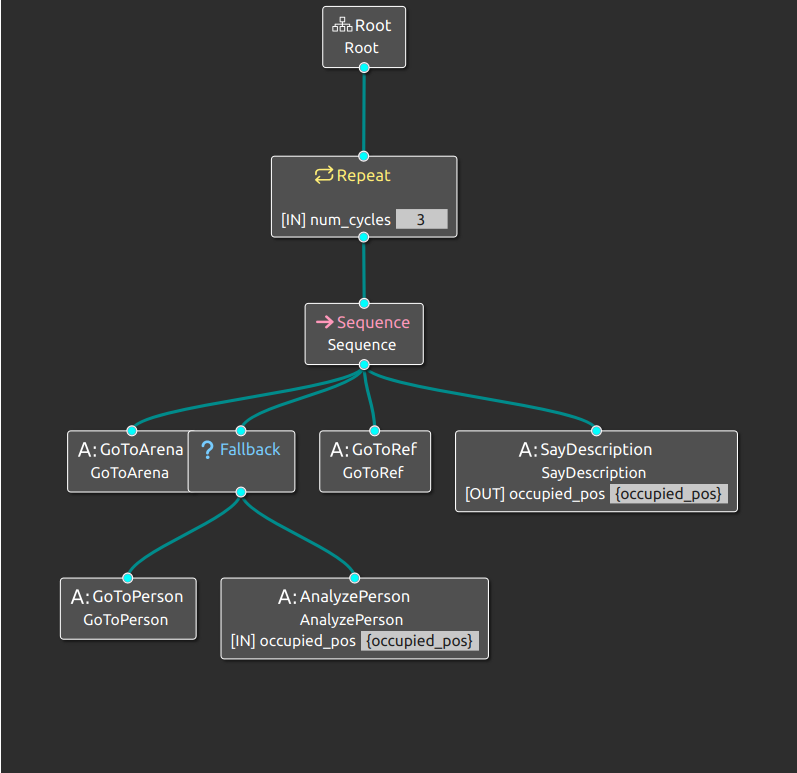 Root
Root
Repeat
[IN] num_cycles 3
Sequence
Sequence
A:GoToArena
GoToArena
? Fallback
A:GoToRef
GoToRef
A:SayDescription
SayDescription
[OUT] occupied_pos {occupied_pos}
A:GoToPerson
GoToPerson
A:AnalyzePerson
AnalyzePerson
[IN] occupied_pos {occupied_pos}